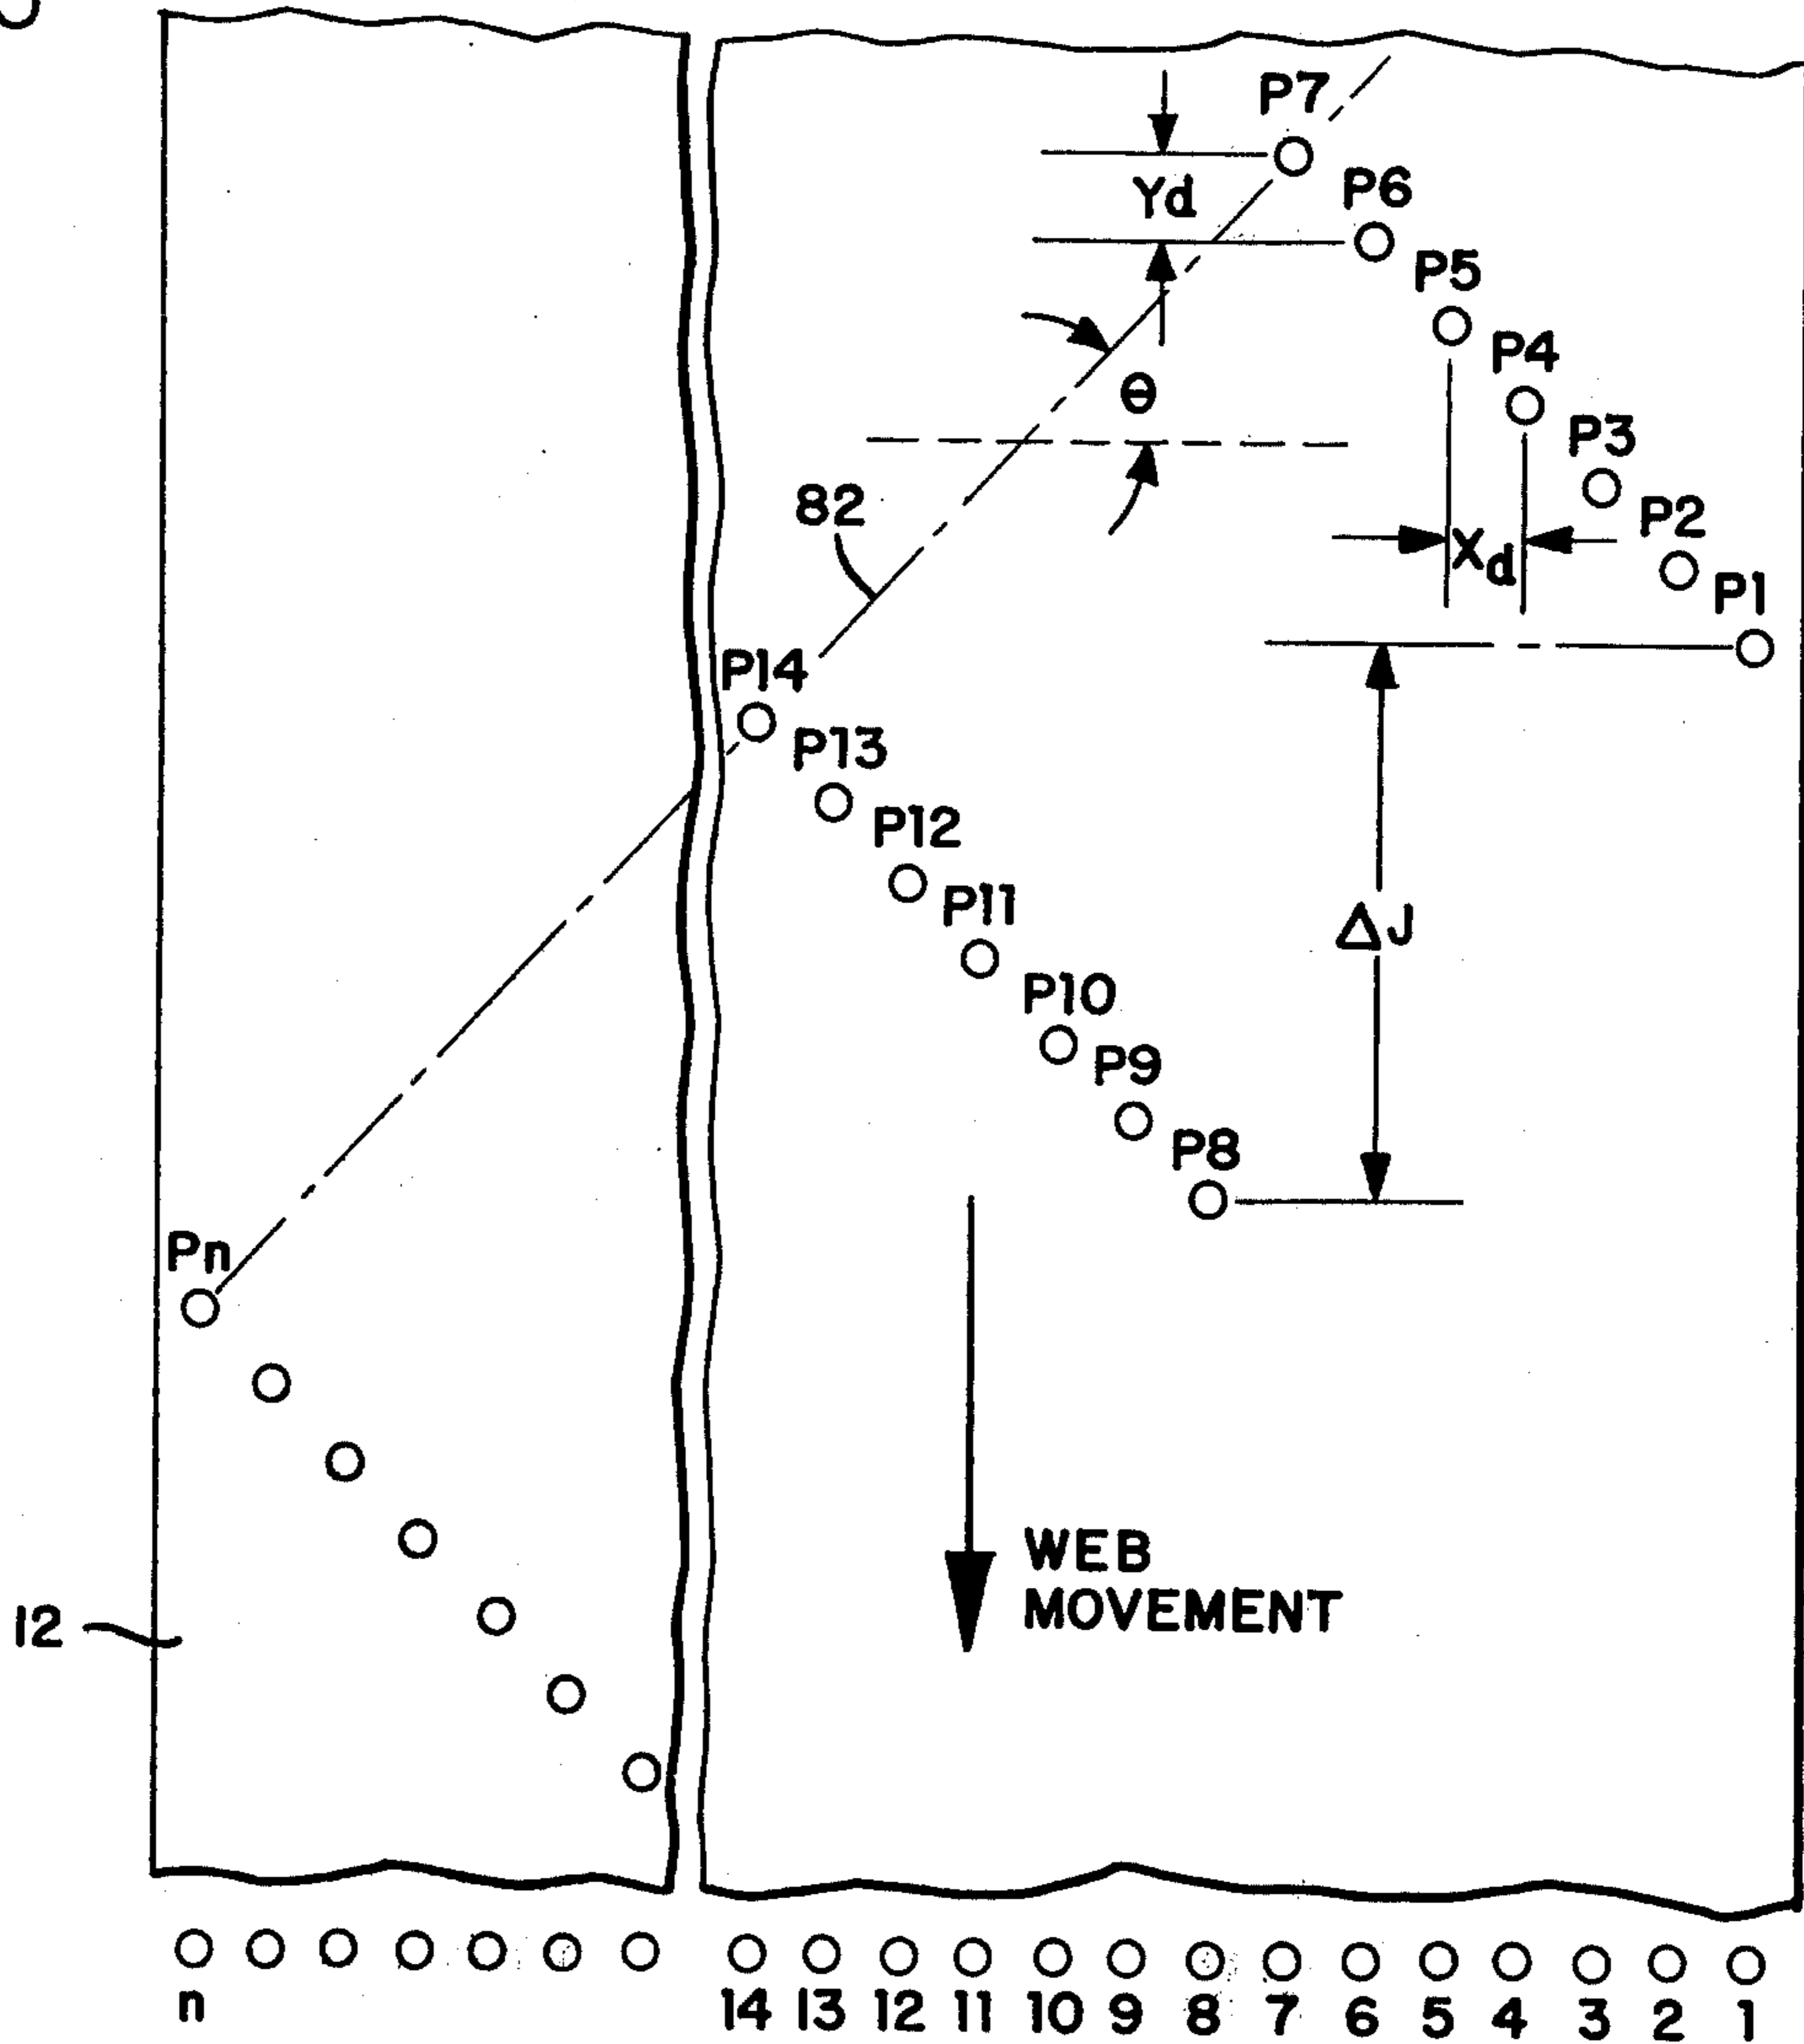 P7
Yd
P6
P5
P4
θ
P3
82
P2
Xd
P1
P14
P13
P12
P11
ΔJ
P10
P9
P8
Pn
WEB
MOVEMENT
12
n 14 13 12 11 10 9 8 7 6 5 4 3 2 1